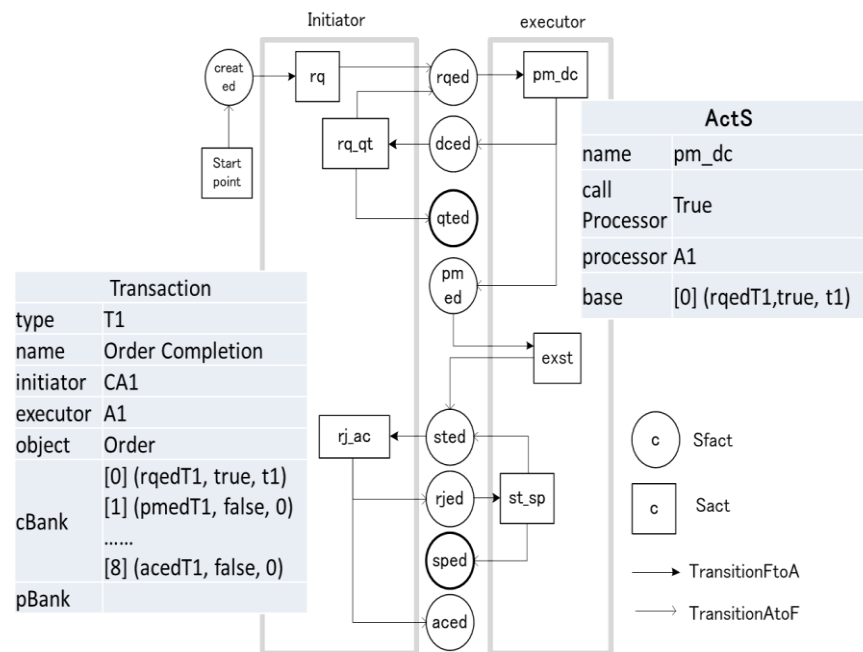 Initiator
executor
creat
ed
rq
rqed
pm_dc
rq_qt
dced
Start
point
qted
pm
ed
exst
rj_ac
sted
rjed
st_sp
sped
aced
ActS
name pm_dc
call
Processor True
processor A1
base [0] (rqedT1,true, t1)
Transaction
type T1
name Order Completion
initiator CA1
executor A1
object Order
cBank [0] (rqedT1, true, t1)
[1] (pmedT1, false, 0)
......
[8] (acedT1, false, 0)
pBank
c Sfact
c Sact
TransitionFtoA
TransitionAtoF